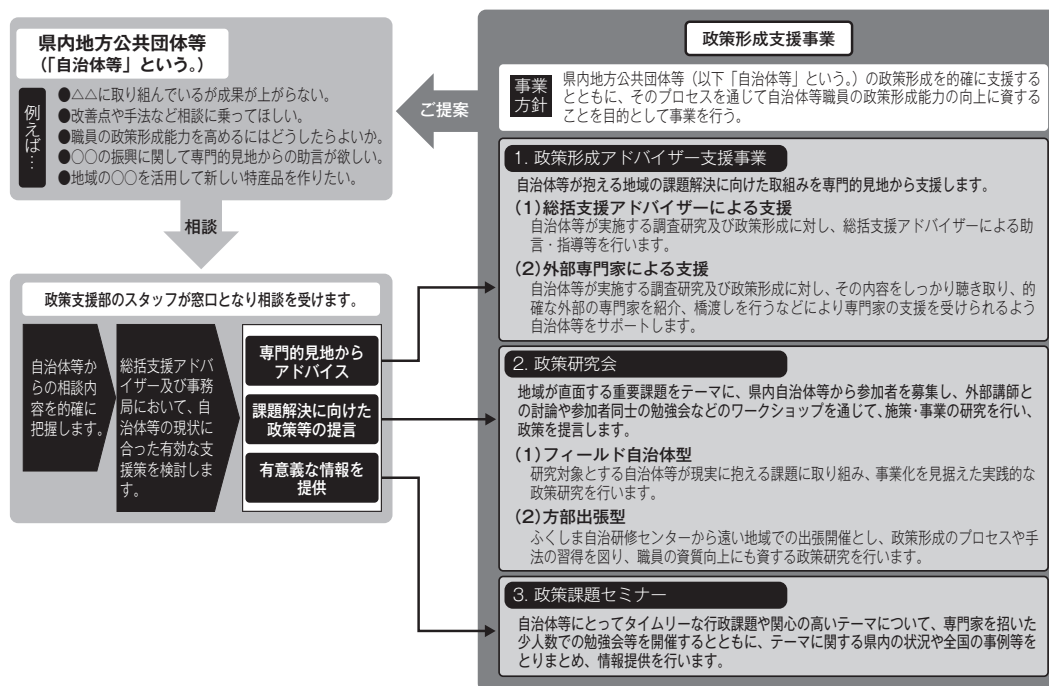 県内地方公共団体等
(「自治体等」という。)
例えば…
●△△に取り組んでいるが成果が上がらない。
●改善点や手法など相談に乗ってほしい。
●職員の政策形成能力を高めるにはどうしたらよいか。
●○○の振興に関して専門的見地からの助言が欲しい。
●地域の○○を活用して新しい特産品を作りたい。
相談
政策支援部のスタッフが窓口となり相談を受けます。
自治体等か
らの相談内
容を的確に
把握します。
総括支援アドバ
イザー及び事務
局において、自
治体等の現状に
合った有効な支
援策を検討しま
す。
専門的見地から
アドバイス
課題解決に向けた
政策等の提言
有意義な情報を
提供
ご提案
政策形成支援事業
事業
方針
県内地方公共団体等(以下「自治体等」という。)の政策形成を的確に支援する
とともに、そのプロセスを通じて自治体等職員の政策形成能力の向上に資する
ことを目的として事業を行う。
1. 政策形成アドバイザー支援事業
自治体等が抱える地域の課題解決に向けた取組みを専門的見地から支援します。
(1)総括支援アドバイザーによる支援
自治体等が実施する調査研究及び政策形成に対し、総括支援アドバイザーによる助
言・指導等を行います。
(2)外部専門家による支援
自治体等が実施する調査研究及び政策形成に対し、その内容をしっかり聴き取り、的
確な外部の専門家を紹介、橋渡しを行うなどにより専門家の支援を受けられるよう
自治体等をサポートします。
2. 政策研究会
地域が直面する重要課題をテーマに、県内自治体等から参加者を募集し、外部講師と
の討論や参加者同士の勉強会などのワークショップを通じて、施策・事業の研究を行い、
政策を提言します。
(1)フィールド自治体型
研究対象とする自治体等が現実に抱える課題に取り組み、事業化を見据えた実践的な
政策研究を行います。
(2)方部出張型
ふくしま自治研修センターから遠い地域での出張開催とし、政策形成のプロセスや手
法の習得を図り、職員の資質向上にも資する政策研究を行います。
3. 政策課題セミナー
自治体等にとってタイムリーな行政課題や関心の高いテーマについて、専門家を招いた
少人数での勉強会等を開催するとともに、テーマに関する県内の状況や全国の事例等を
とりまとめ、情報提供を行います。